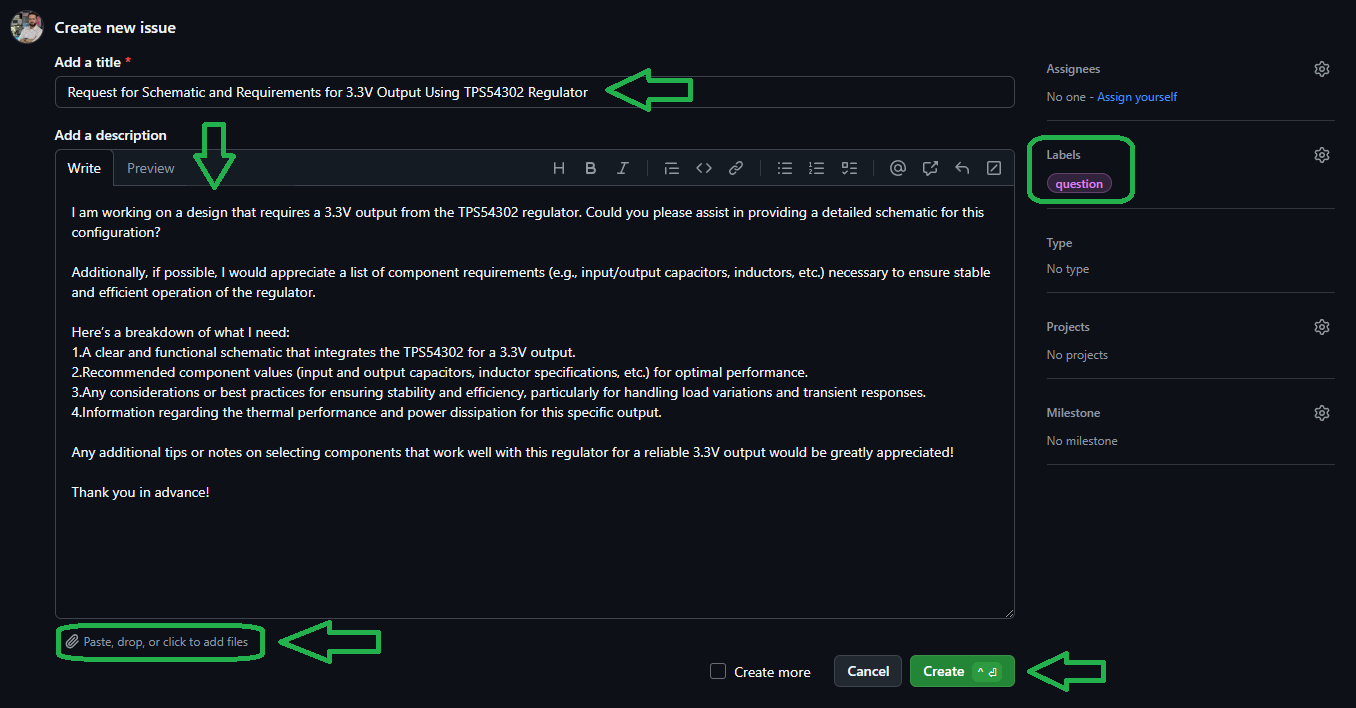 Create new issue
Add a title *
Request for Schematic and Requirements for 3.3V Output Using TPS54302 Regulator
Add a description
Write Preview
I am working on a design that requires a 3.3V output from the TPS54302 regulator. Could you please assist in providing a detailed schematic for this
configuration?
Additionally, if possible, I would appreciate a list of component requirements (e.g., input/output capacitors, inductors, etc.) necessary to ensure stable
and efficient operation of the regulator.
Here's a breakdown of what I need:
1.A clear and functional schematic that integrates the TPS54302 for a 3.3V output.
2.Recommended component values (input and output capacitors, inductor specifications, etc.) for optimal performance.
3.Any considerations or best practices for ensuring stability and efficiency, particularly for handling load variations and transient responses.
4.Information regarding the thermal performance and power dissipation for this specific output.
Any additional tips or notes on selecting components that work well with this regulator for a reliable 3.3V output would be greatly appreciated!
Thank you in advance!
Paste, drop, or click to add files
Create more
Cancel
Create ^ ⏎
Assignees
No one - Assign yourself
Labels
question
Type
No type
Projects
No projects
Milestone
No milestone